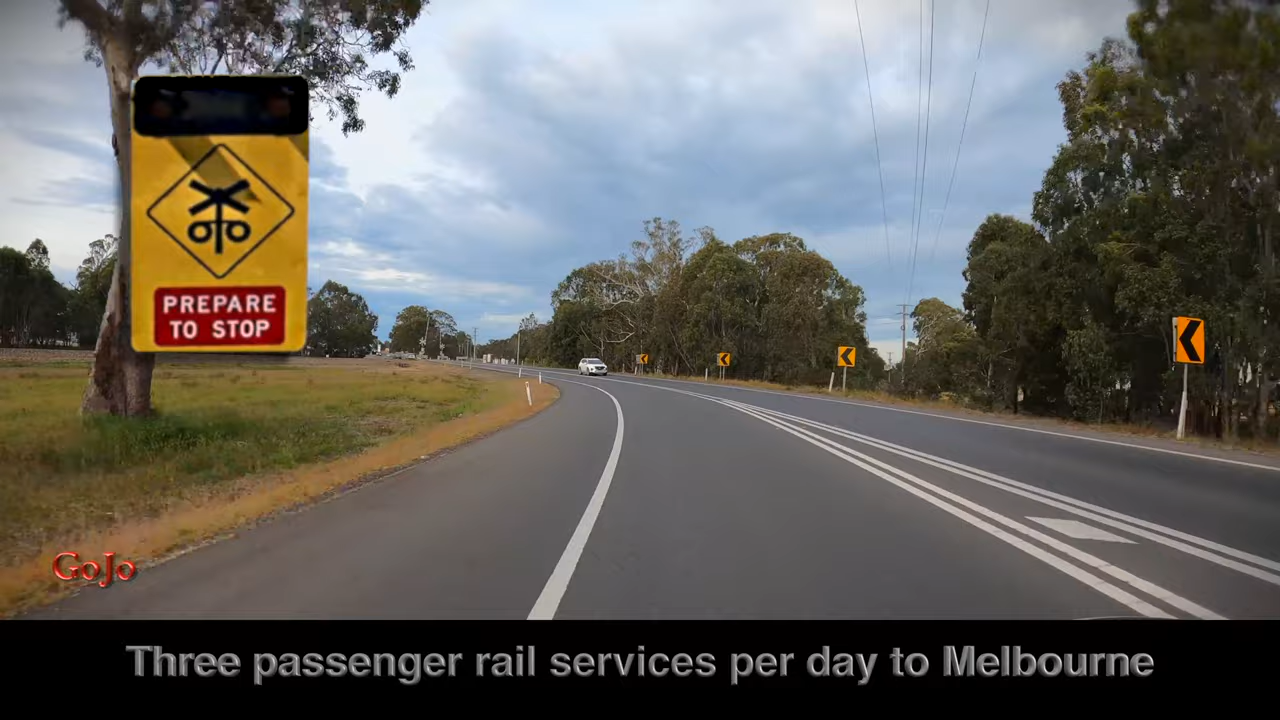 PREPARE
TO STOP
GoJo
Three passenger rail services per day to Melbourne